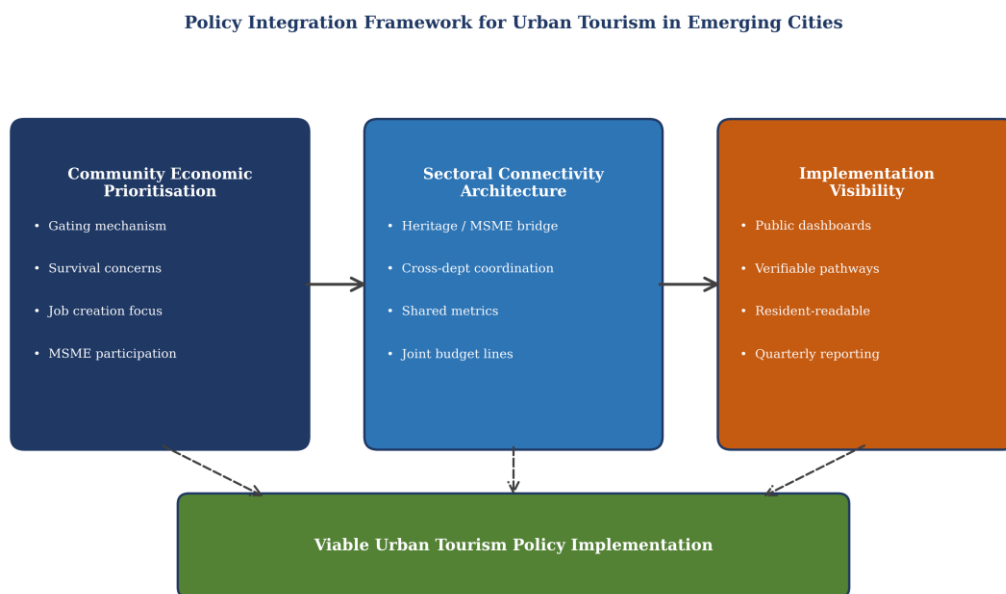 Policy Integration Framework for Urban Tourism in Emerging Cities
Community Economic
Prioritisation
• Gating mechanism
• Survival concerns
• Job creation focus
• MSME participation
Sectoral Connectivity
Architecture
• Heritage / MSME bridge
• Cross-dept coordination
• Shared metrics
• Joint budget lines
Implementation
Visibility
• Public dashboards
• Verifiable pathways
• Resident-readable
• Quarterly reporting
Viable Urban Tourism Policy Implementation